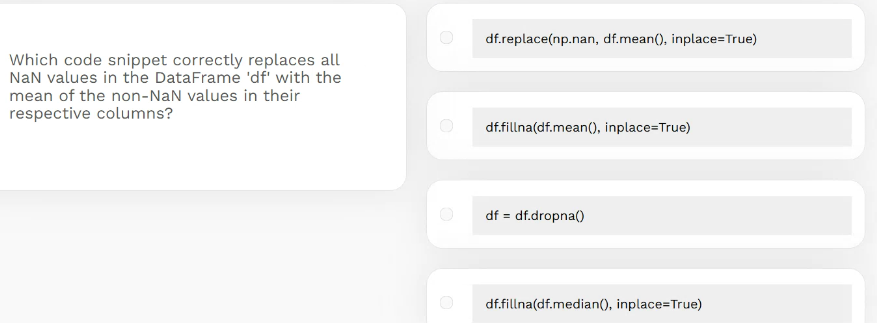 Which code snippet correctly replaces all
NaN values in the DataFrame 'df' with the
mean of the non-NaN values in their
respective columns?
df.replace(np.nan, df.mean(), inplace=True)
df.fillna(df.mean(), inplace=True)
df = df.dropna()
df.fillna(df.median(), inplace=True)